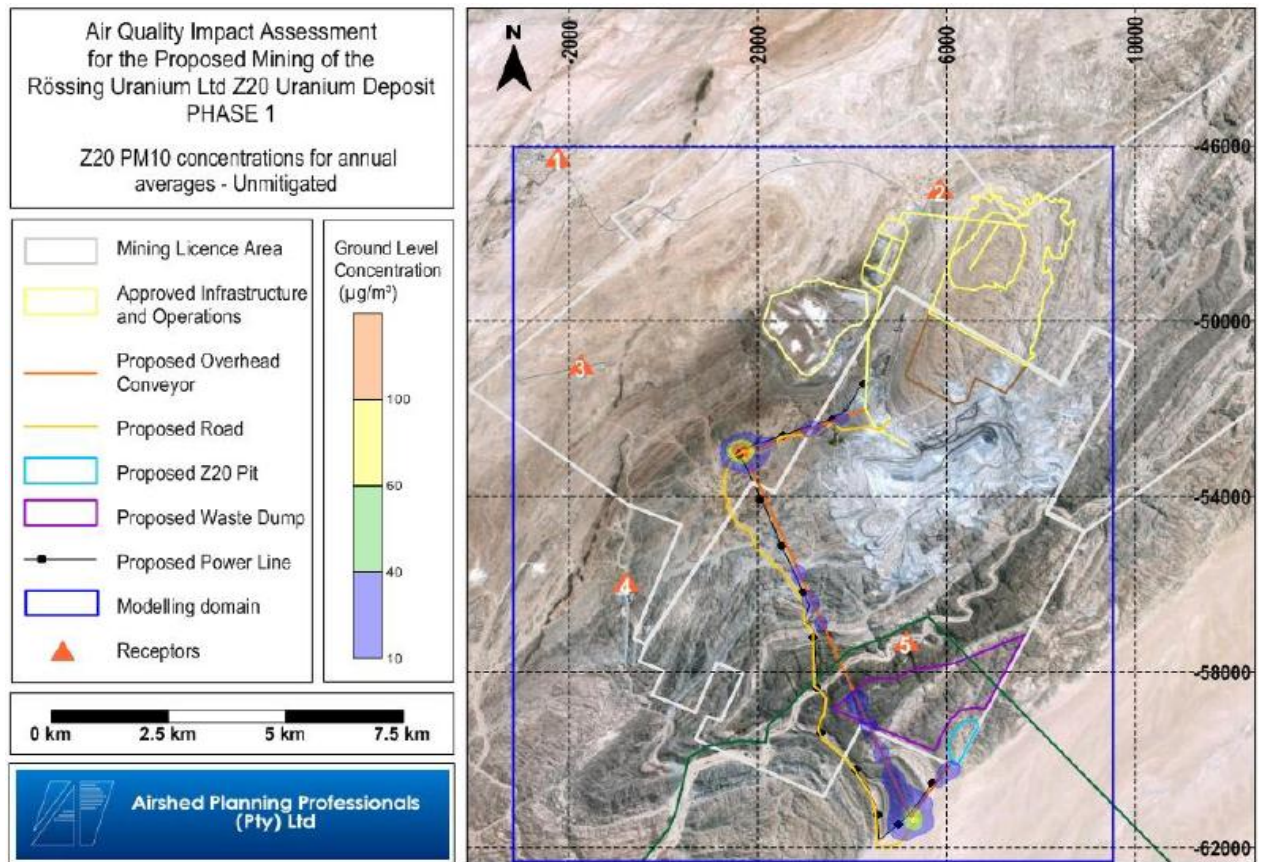 Air Quality Impact Assessment
for the Proposed Mining of the
Rössing Uranium Ltd Z20 Uranium Deposit
PHASE 1
Z20 PM10 concentrations for annual
averages - Unmitigated
Mining Licence Area
Approved Infrastructure
and Operations
Proposed Overhead
Conveyor
Proposed Road
Proposed Z20 Pit
Proposed Waste Dump
Proposed Power Line
Modelling domain
Receptors
Ground Level
Concentration
(µg/m³)
100
60
40
10
0 km 2.5 km 5 km 7.5 km
Airshed Planning Professionals
(Pty) Ltd
N
-2000
2000
6000
10000
-46000
-50000
-54000
-58000
-62000
1
2
3
4
5